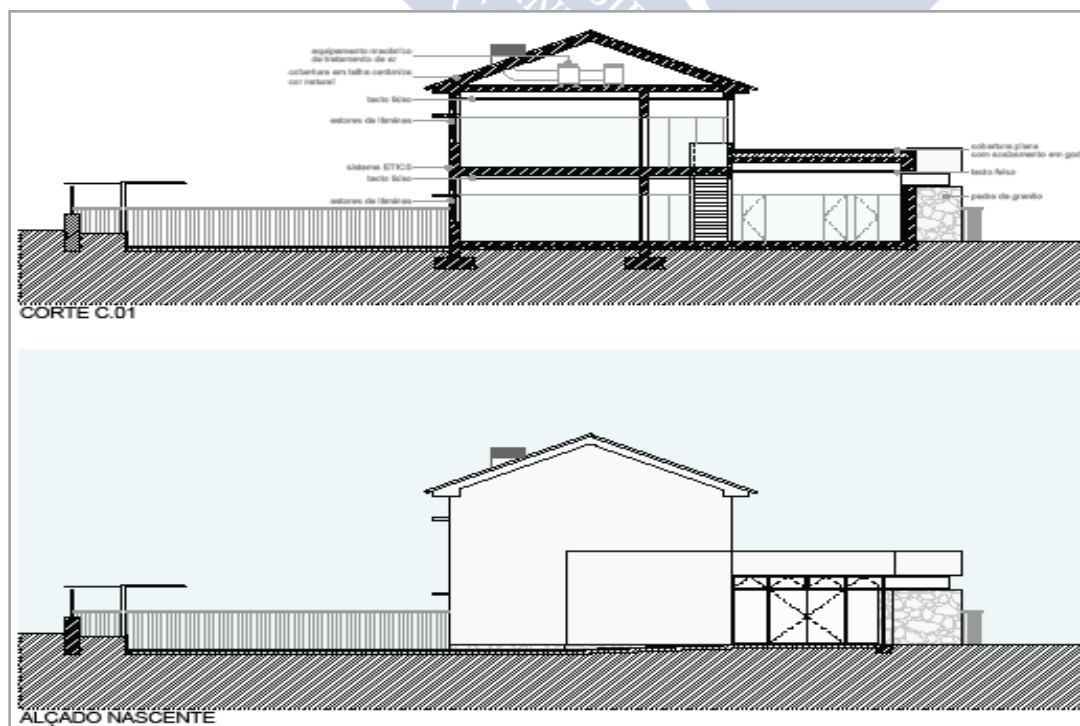 equipamento mecânico
de tratamento de ar
cobertura em telha cerâmica
cor natural
tecto falso
estores de lâminas
sistema ETICS
tecto falso
estores de lâminas
cobertura plana
com acabamento em god
tecto falso
pedra de granito
CORTE C.01
ALÇADO NASCENTE